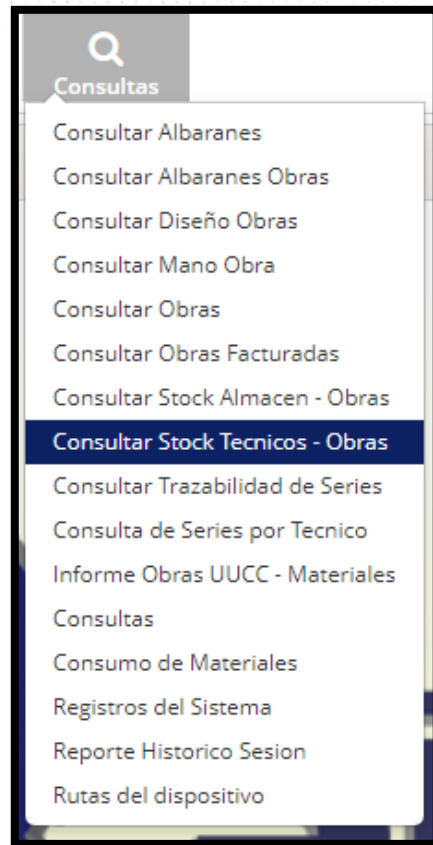 Consultas
Consultar Albaranes
Consultar Albaranes Obras
Consultar Diseño Obras
Consultar Mano Obra
Consultar Obras
Consultar Obras Facturadas
Consultar Stock Almacen - Obras
Consultar Stock Tecnicos - Obras
Consultar Trazabilidad de Series
Consulta de Series por Tecnico
Informe Obras UUCC - Materiales
Consultas
Consumo de Materiales
Registros del Sistema
Reporte Historico Sesion
Rutas del dispositivo